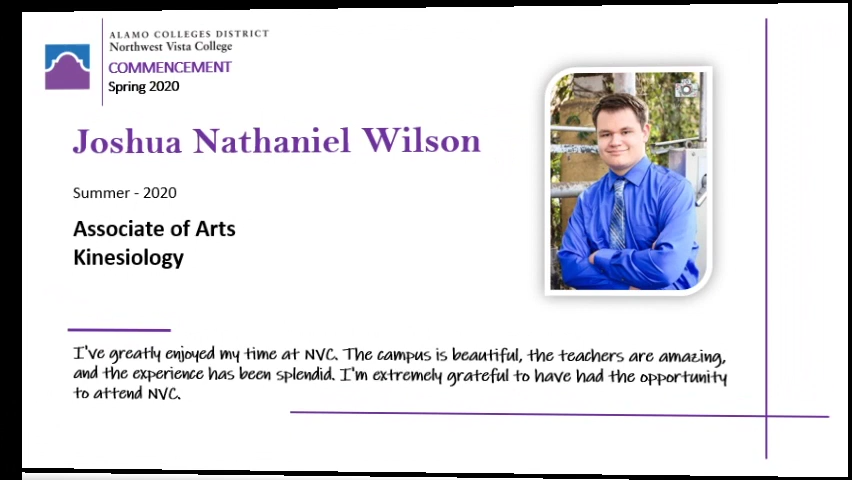 ALAMO COLLEGES DISTRICT
Northwest Vista College
COMMENCEMENT
Spring 2020
Joshua Nathaniel Wilson
Summer - 2020
Associate of Arts
Kinesiology
I've greatly enjoyed my time at NVC. The campus is beautiful, the teachers are amazing,
and the experience has been splendid. I'm extremely grateful to have had the opportunity
to attend NVC.